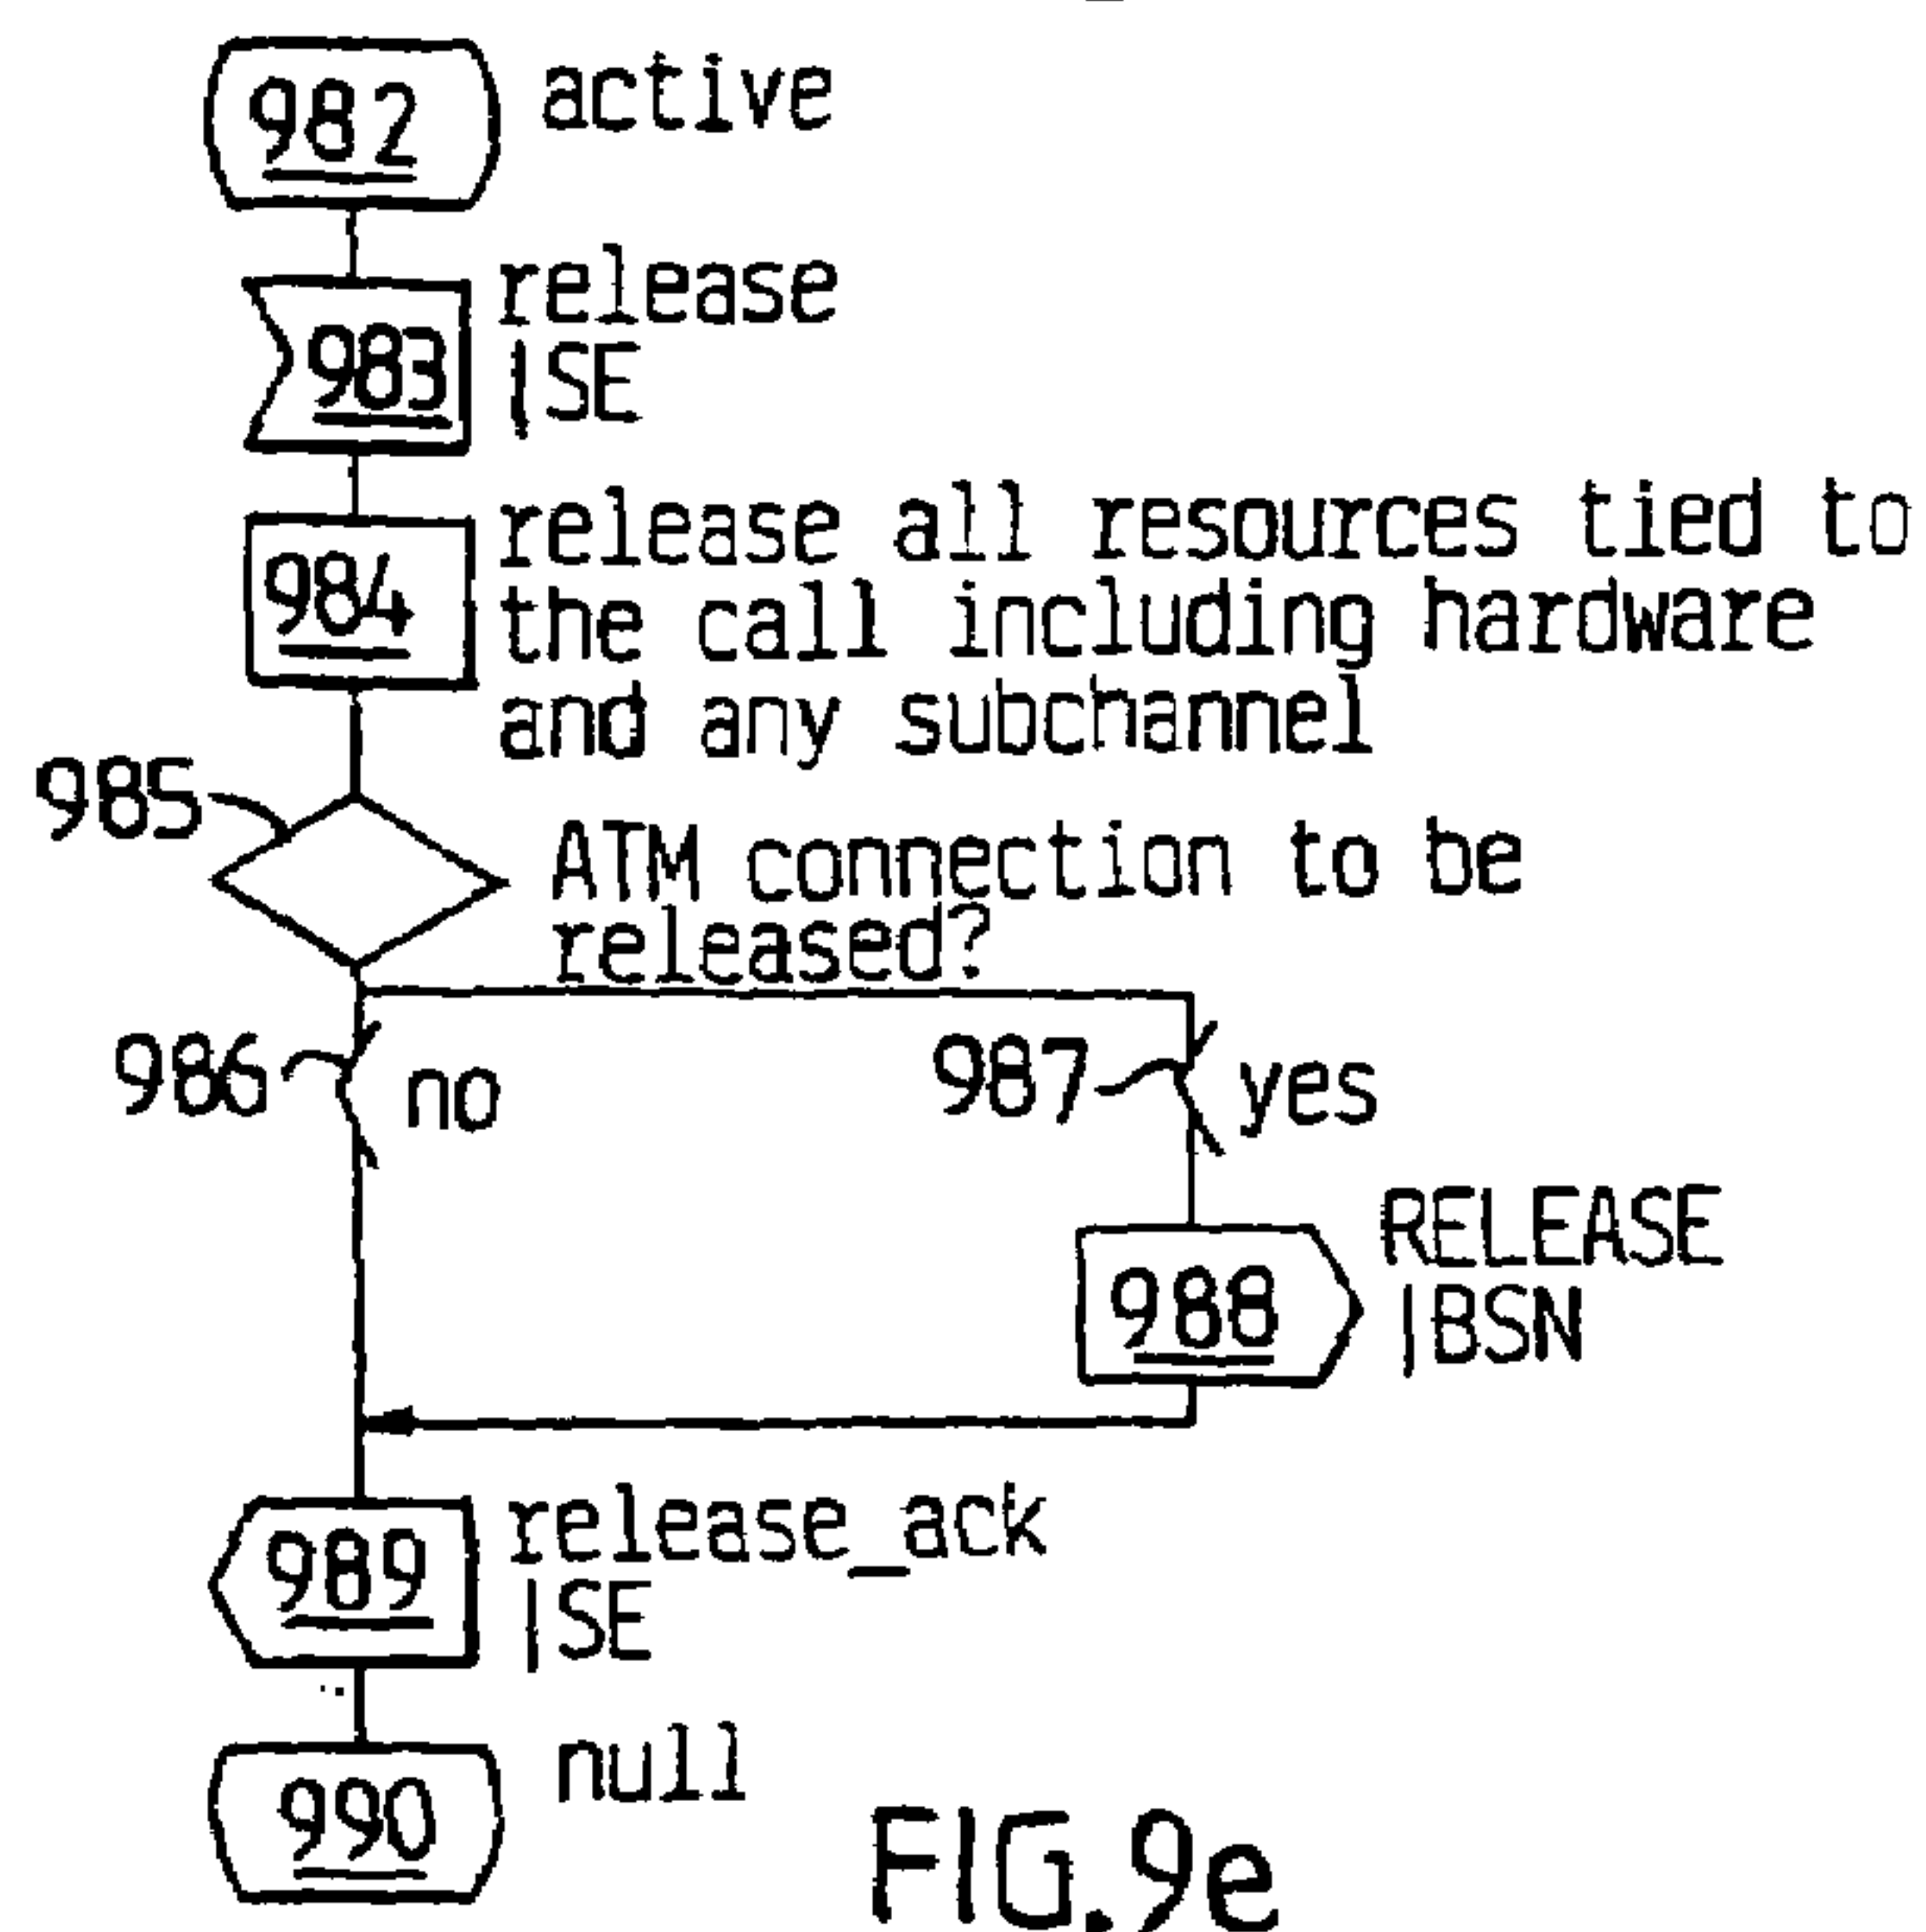 982 active
983 release
|SE
984 release all resources tied to
the call including hardware
and any subchannel
985
ATM connection to be
released?
986 no 987 yes
988 RELEASE
|BSN
989 release_ack
|SE
990 null
FIG.9e